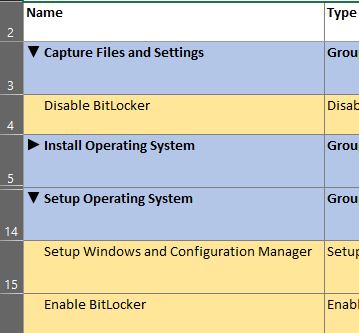 Name Type
2
▼ Capture Files and Settings Grou
3
Disable BitLocker Disab
4
▶ Install Operating System Grou
5
▼ Setup Operating System Grou
14
Setup Windows and Configuration Manager Setup
15
Enable BitLocker Enabl